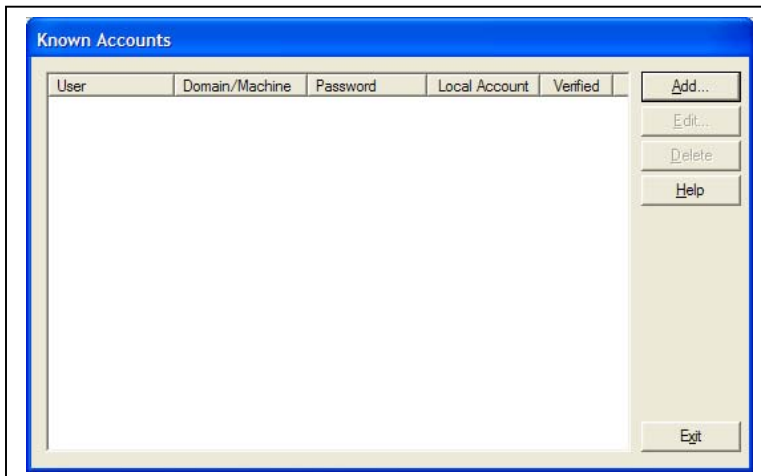 Known Accounts
User Domain/Machine Password Local Account Verified
Add...
Edit...
Delete
Help
Exit